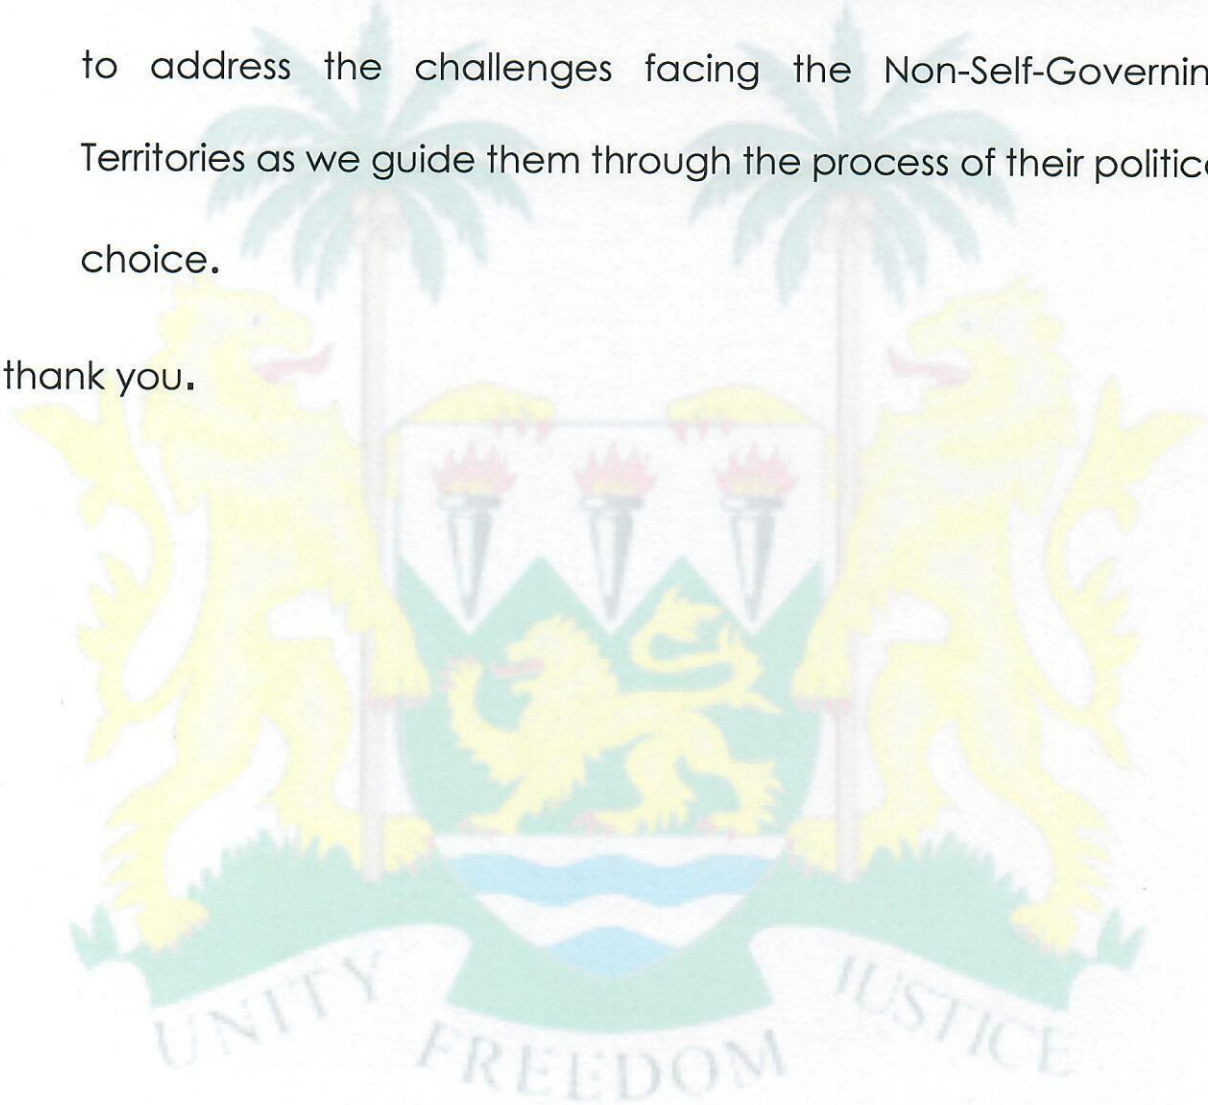 to address the challenges facing the Non-Self-Governin
Territories as we guide them through the process of their politic
choice.
thank you.
UNITY FREEDOM JUSTICE